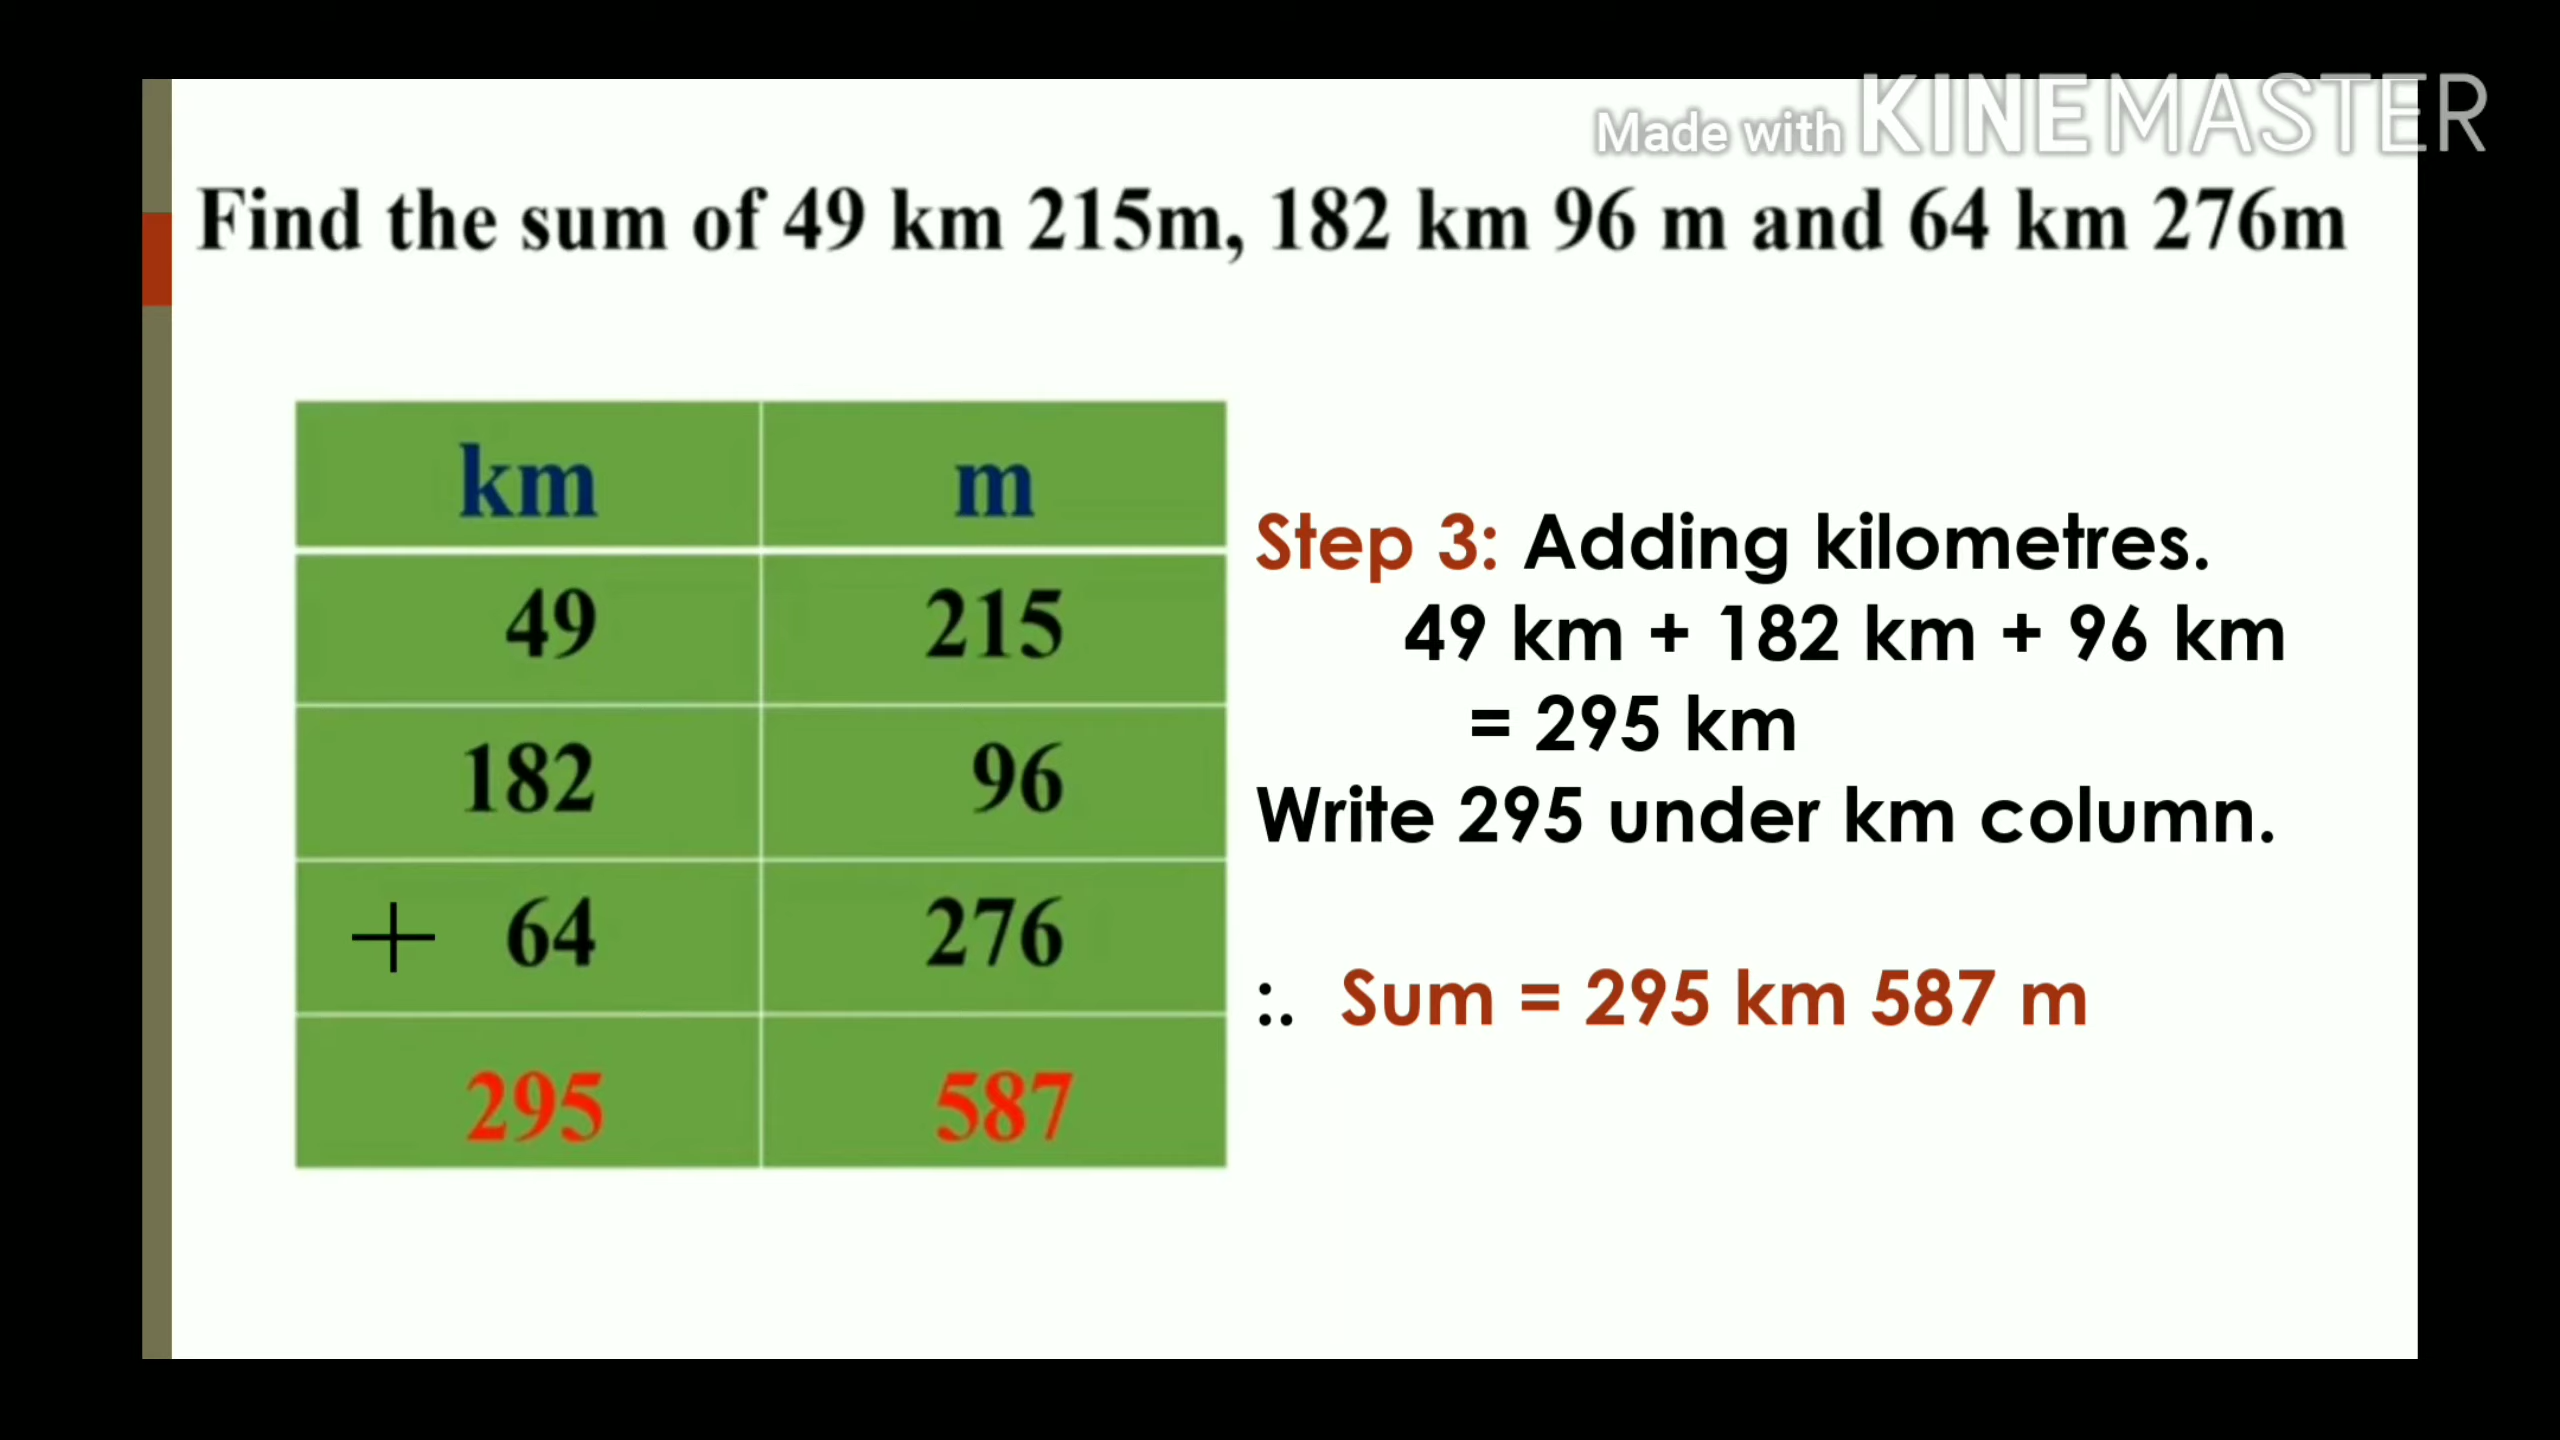 Made with KINEMASTER
Find the sum of 49 km 215m, 182 km 96 m and 64 km 276m
km m
49 215
182 96
+ 64 276
295 587
Step 3: Adding kilometres.
49 km + 182 km + 96 km
= 295 km
Write 295 under km column.
:. Sum = 295 km 587 m